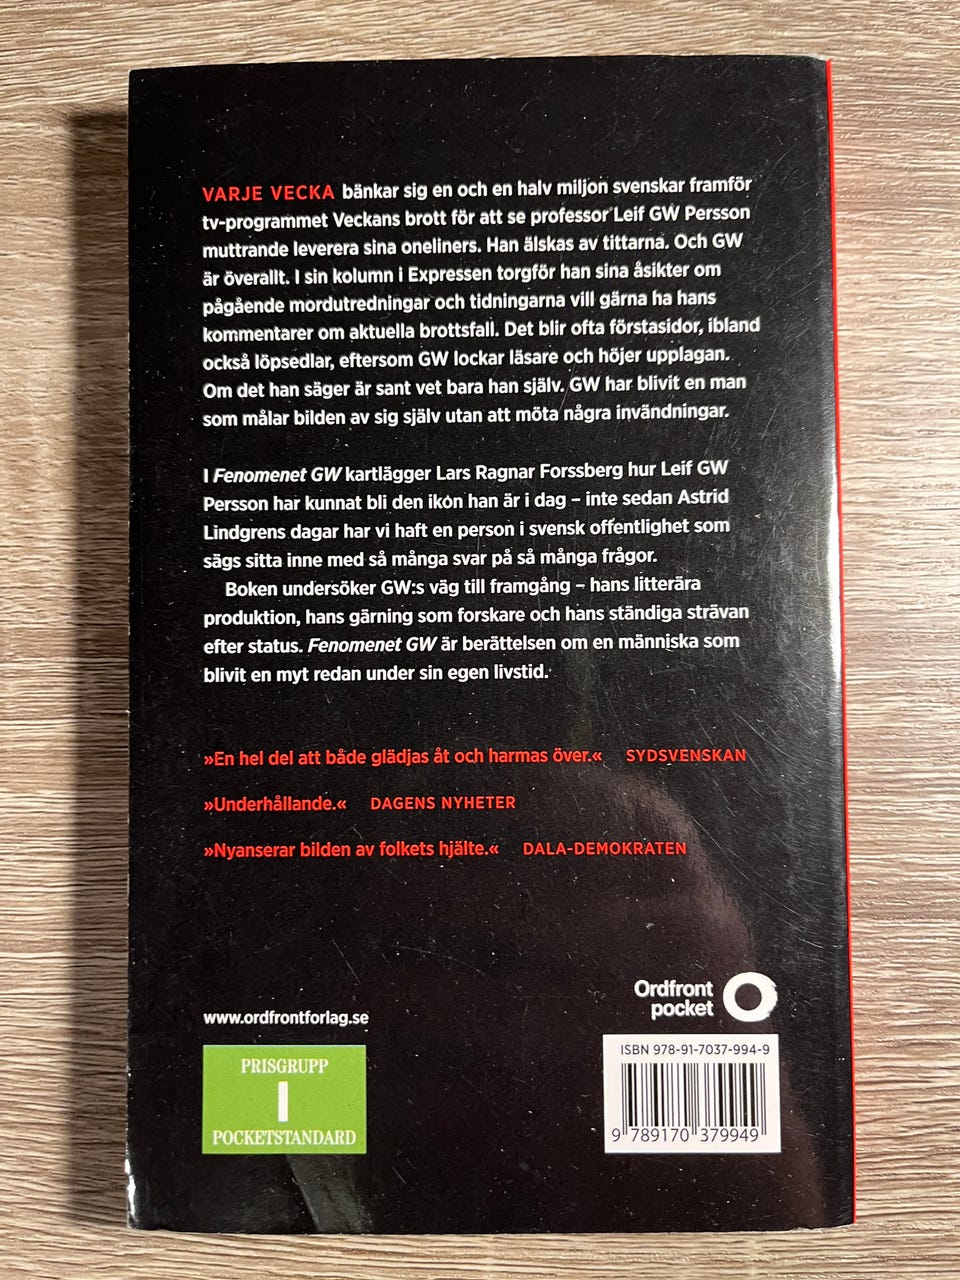 VARJE VECKA bänkar sig en och en halv miljon svenskar framför
tv-programmet Veckans brott för att se professor Leif GW Persson
muttrande leverera sina oneliners. Han älskas av tittarna. Och GW
är överallt. I sin kolumn i Expressen torgför han sina åsikter om
pågående mordutredningar och tidningarna vill gärna ha hans
kommentarer om aktuella brottsfall. Det blir ofta förstasidor, ibland
också löpsedlar, eftersom GW lockar läsare och höjer upplagan.
Om det han säger är sant vet bara han själv. GW har blivit en man
som målar bilden av sig själv utan att möta några invändningar.
I Fenomenet GW kartlägger Lars Ragnar Forssberg hur Leif GW
Persson har kunnat bli den ikon han är i dag – inte sedan Astrid
Lindgrens dagar har vi haft en person i svensk offentlighet som
sägs sitta inne med så många svar på så många frågor.
Boken undersöker GW:s väg till framgång – hans litterära
produktion, hans gärning som forskare och hans ständiga strävan
efter status. Fenomenet GW är berättelsen om en människa som
blivit en myt redan under sin egen livstid.
»En hel del att både glädjas åt och harmas över.« SYDSVENSKAN
»Underhållande.« DAGENS NYHETER
»Nyanserar bilden av folkets hjälte.« DALA-DEMOKRATEN
Ordfront
pocket
www.ordfrontforlag.se
PRISGRUPP
I
POCKETSTANDARD
ISBN 978-91-7037-994-9
9 789170 379949